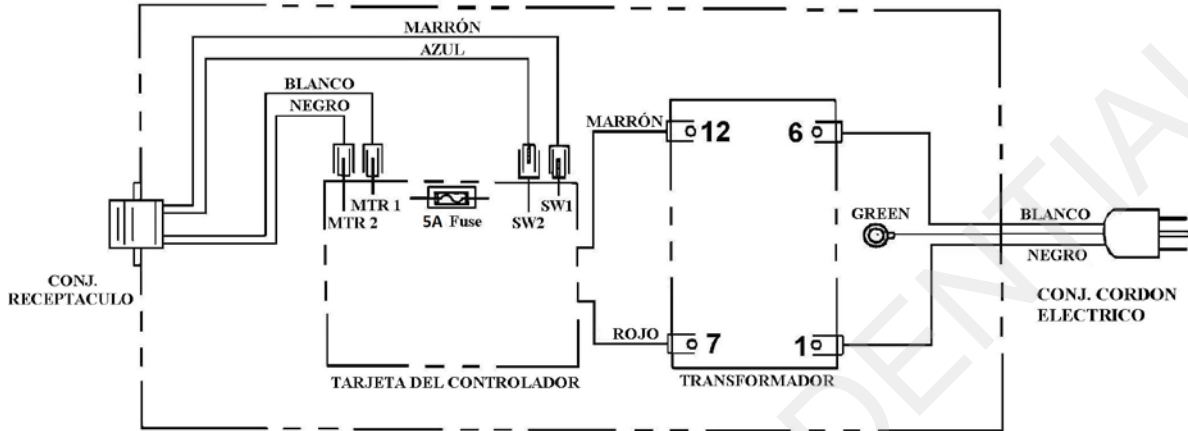 MARRÓN
AZUL
BLANCO
NEGRO
MTR 2
MTR 1
5A Fuse
SW2
SW1
CONJ.
RECEPTACULO
TARJETA DEL CONTROLADOR
MARRÓN
ROJO
12
6
7
1
TRANSFORMADOR
GREEN
BLANCO
NEGRO
CONJ. CORDON
ELECTRICO
DENTIAL